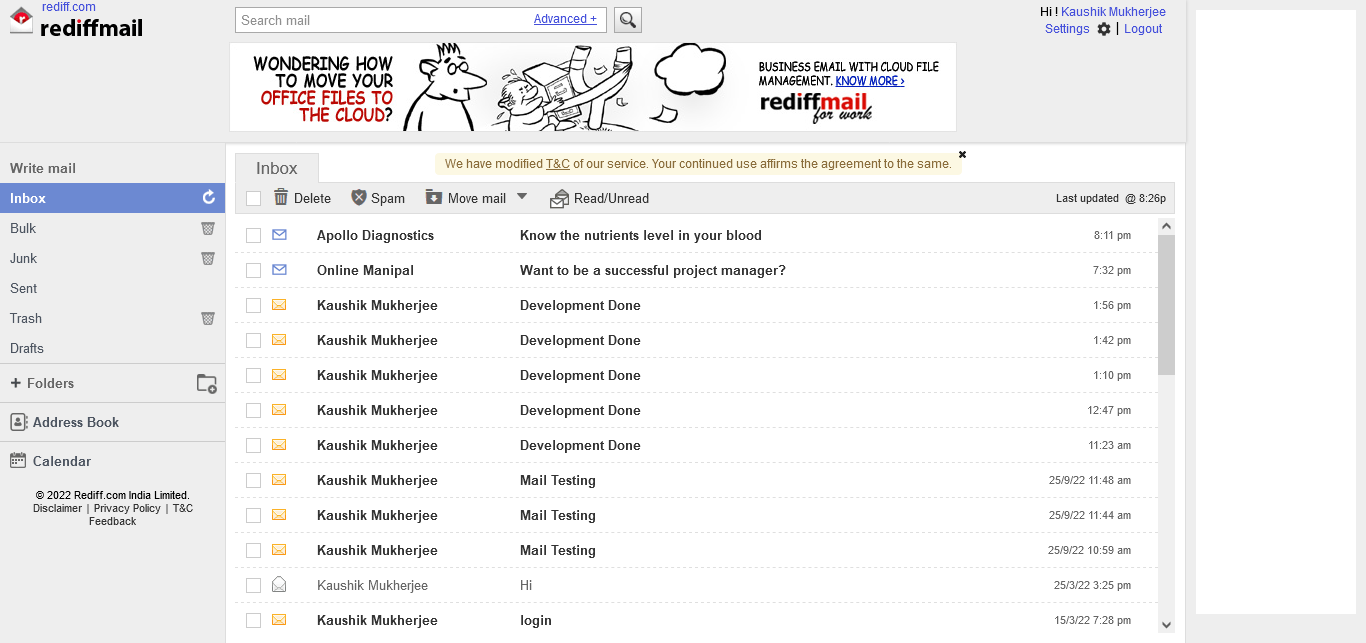 rediff.com
rediffmail
Search mail Advanced +
Hi ! Kaushik Mukherjee
Settings | Logout
WONDERING HOW
TO MOVE YOUR
OFFICE FILES TO
THE CLOUD?
BUSINESS EMAIL WITH CLOUD FILE
MANAGEMENT. KNOW MORE ›
rediffmail
for work
Write mail
Inbox
Bulk
Junk
Sent
Trash
Drafts
+ Folders
Address Book
Calendar
© 2022 Rediff.com India Limited.
Disclaimer | Privacy Policy | T&C
Feedback
Inbox
We have modified T&C of our service. Your continued use affirms the agreement to the same.
Delete Spam Move mail Read/Unread Last updated @ 8:26p
Apollo Diagnostics Know the nutrients level in your blood 8:11 pm
Online Manipal Want to be a successful project manager? 7:32 pm
Kaushik Mukherjee Development Done 1:56 pm
Kaushik Mukherjee Development Done 1:42 pm
Kaushik Mukherjee Development Done 1:10 pm
Kaushik Mukherjee Development Done 12:47 pm
Kaushik Mukherjee Development Done 11:23 am
Kaushik Mukherjee Mail Testing 25/9/22 11:48 am
Kaushik Mukherjee Mail Testing 25/9/22 11:44 am
Kaushik Mukherjee Mail Testing 25/9/22 10:59 am
Kaushik Mukherjee Hi 25/3/22 3:25 pm
Kaushik Mukherjee login 15/3/22 7:28 pm